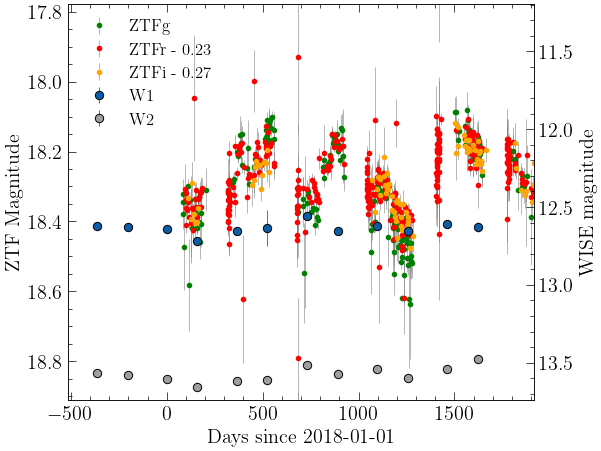 17.8
18.0
18.2
18.4
18.6
18.8
ZTF Magnitude
ZTFg
ZTFr - 0.23
ZTFi - 0.27
W1
W2
11.5
12.0
12.5
13.0
13.5
WISE magnitude
−500 0 500 1000 1500
Days since 2018-01-01